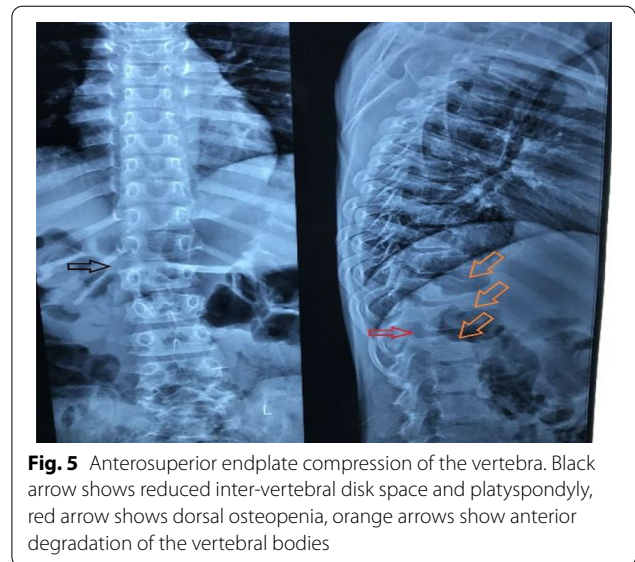 L
Fig. 5 Anterosuperior endplate compression of the vertebra. Black
arrow shows reduced inter-vertebral disk space and platyspondyly,
red arrow shows dorsal osteopenia, orange arrows show anterior
degradation of the vertebral bodies